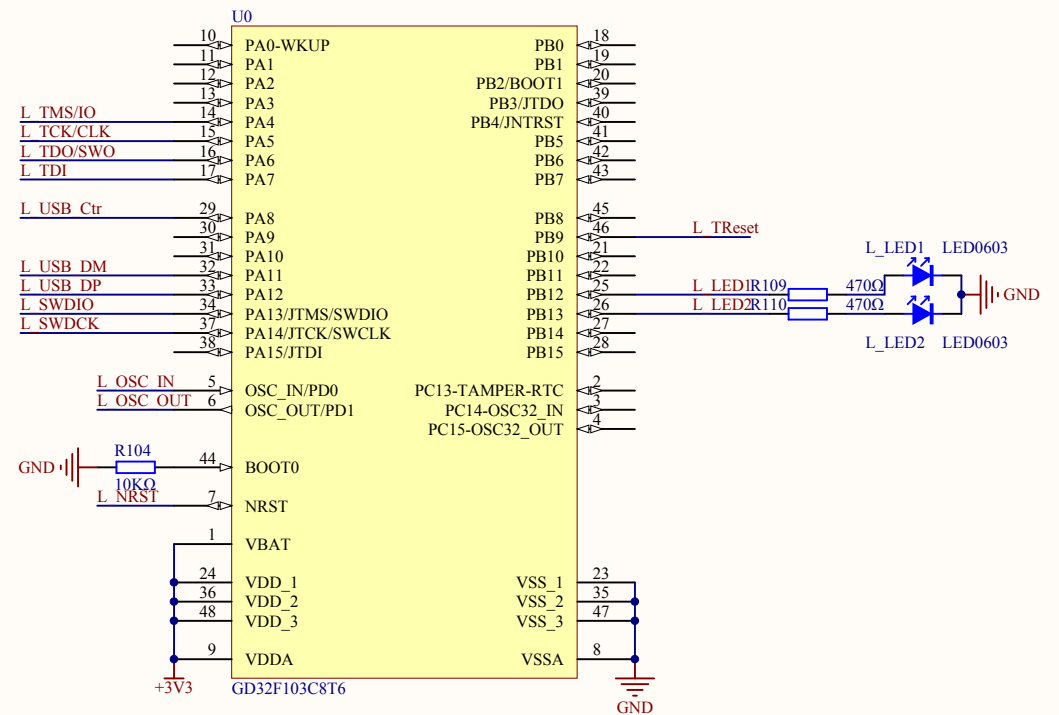 U0
10 PA0-WKUP PB0 18
11 PA1 PB1 19
12 PA2 PB2/BOOT1 20
13 PA3 PB3/JTDO 39
L_TMS/IO 14 PA4 PB4/JNTRST 40
L_TCK/CLK 15 PA5 PB5 41
L_TDO/SWO 16 PA6 PB6 42
L_TDI 17 PA7 PB7 43
L_USB_Ctr 29 PA8 PB8 45
30 PA9 PB9 46 L_TReset
31 PA10 PB10 21 L_LED1 LED0603
L_USB_DM 32 PA11 PB11 22
L_USB_DP 33 PA12 PB12 25 L_LED1 R109 470Ω GND
L_SWDIO 34 PA13/JTMS/SWDIO PB13 26 L_LED2 R110 470Ω
L_SWDCK 37 PA14/JTCK/SWCLK PB14 27
38 PA15/JTDI PB15 28 L_LED2 LED0603
L_OSC_IN 5 OSC_IN/PD0 PC13-TAMPER-RTC 2
L_OSC_OUT 6 OSC_OUT/PD1 PC14-OSC32_IN 3
PC15-OSC32_OUT 4
R104
GND 44 BOOT0
10KΩ
L_NRST 7 NRST
1 VBAT
24 VDD_1 VSS_1 23
36 VDD_2 VSS_2 35
48 VDD_3 VSS_3 47
9 VDDA VSSA 8
+3V3 GD32F103C8T6
GND